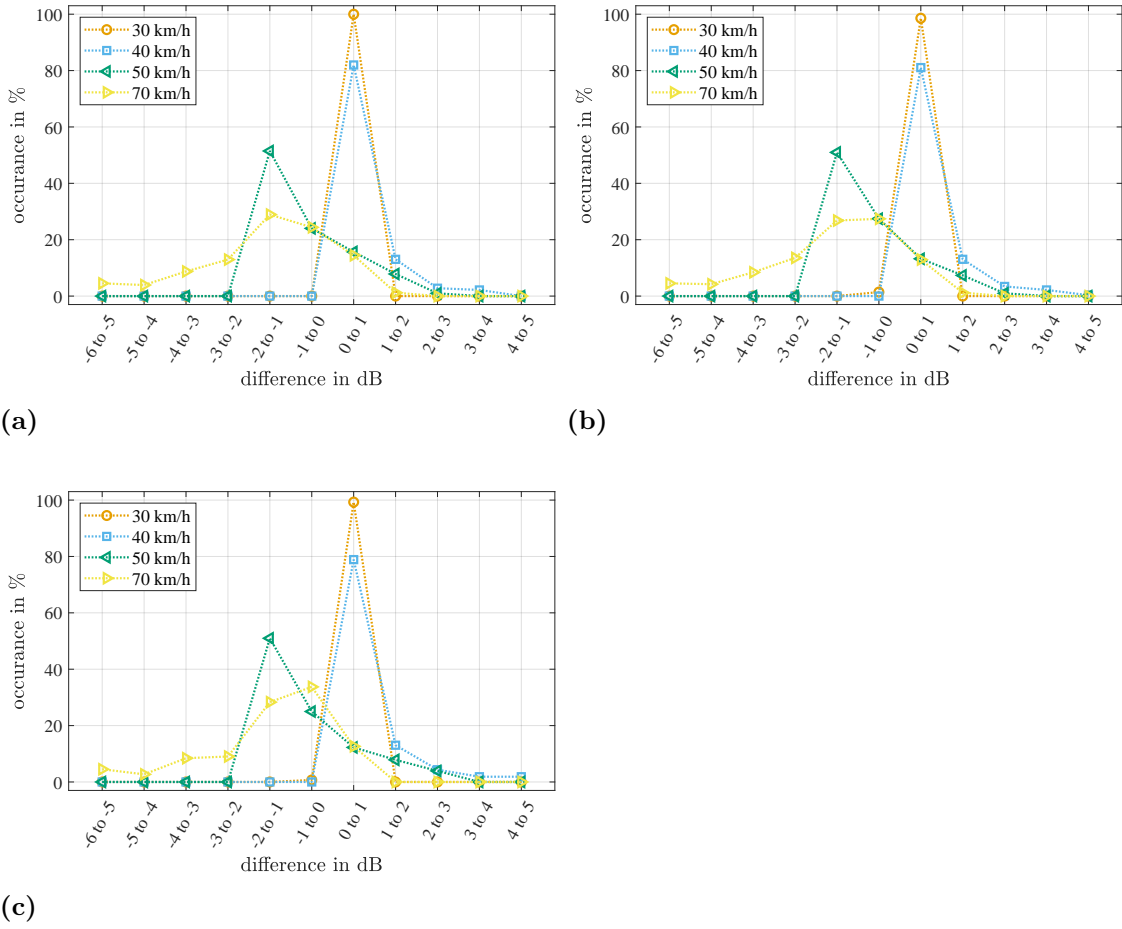 100
80
60
40
20
0
occurance in %
30 km/h
40 km/h
50 km/h
70 km/h
-6 to -5
-5 to -4
-4 to -3
-3 to -2
-2 to -1
-1 to 0
0 to 1
1 to 2
2 to 3
3 to 4
4 to 5
difference in dB
(a)
100
80
60
40
20
0
occurance in %
30 km/h
40 km/h
50 km/h
70 km/h
-6 to -5
-5 to -4
-4 to -3
-3 to -2
-2 to -1
-1 to 0
0 to 1
1 to 2
2 to 3
3 to 4
4 to 5
difference in dB
(b)
100
80
60
40
20
0
occurance in %
30 km/h
40 km/h
50 km/h
70 km/h
-6 to -5
-5 to -4
-4 to -3
-3 to -2
-2 to -1
-1 to 0
0 to 1
1 to 2
2 to 3
3 to 4
4 to 5
difference in dB
(c)